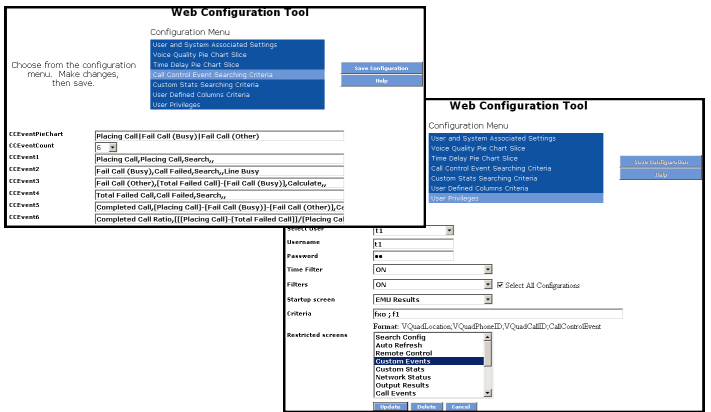 Web Configuration Tool
Configuration Menu
Choose from the configuration
menu. Make changes,
then save.
User and System Associated Settings
Voice Quality Pie Chart Slice
Time Delay Pie Chart Slice
Call Control Event Searching Criteria
Custom Stats Searching Criteria
User Defined Columns Criteria
User Privileges
Save Configuration
Help
CCEventPieChart Placing Call|Fail Call (Busy)|Fail Call (Other)
CCEventCount 6
CCEvent1 Placing Call,Placing Call,Search,,
CCEvent2 Fail Call (Busy),Call Failed,Search,,Line Busy
CCEvent3 Fail Call (Other),[Total Failed Call]-[Fail Call (Busy)],Calculate,,
CCEvent4 Total Failed Call,Call Failed,Search,,
CCEvent5 Completed Call,[Placing Call]-[Fail Call (Busy)]-[Fail Call (Other)],Ca
CCEvent6 Completed Call Ratio,[[[Placing Call]-[Total Failed Call]]/[Placing Cal
Web Configuration Tool
Configuration Menu
User and System Associated Settings
Voice Quality Pie Chart Slice
Time Delay Pie Chart Slice
Call Control Event Searching Criteria
Custom Stats Searching Criteria
User Defined Columns Criteria
User Privileges
Save Configuration
Help
Select User t1
Username t1
Password
Time Filter ON
Filters ON Select All Configurations
Startup screen EMU Results
Criteria fxo ; f1
Format: VQuadLocation;VQuadPhoneID;VQuadCallID;CallControlEvent
Restricted screens
Search Config
Auto Refresh
Remote Control
Custom Events
Custom Stats
Network Status
Output Results
Call Events
Update Delete Cancel